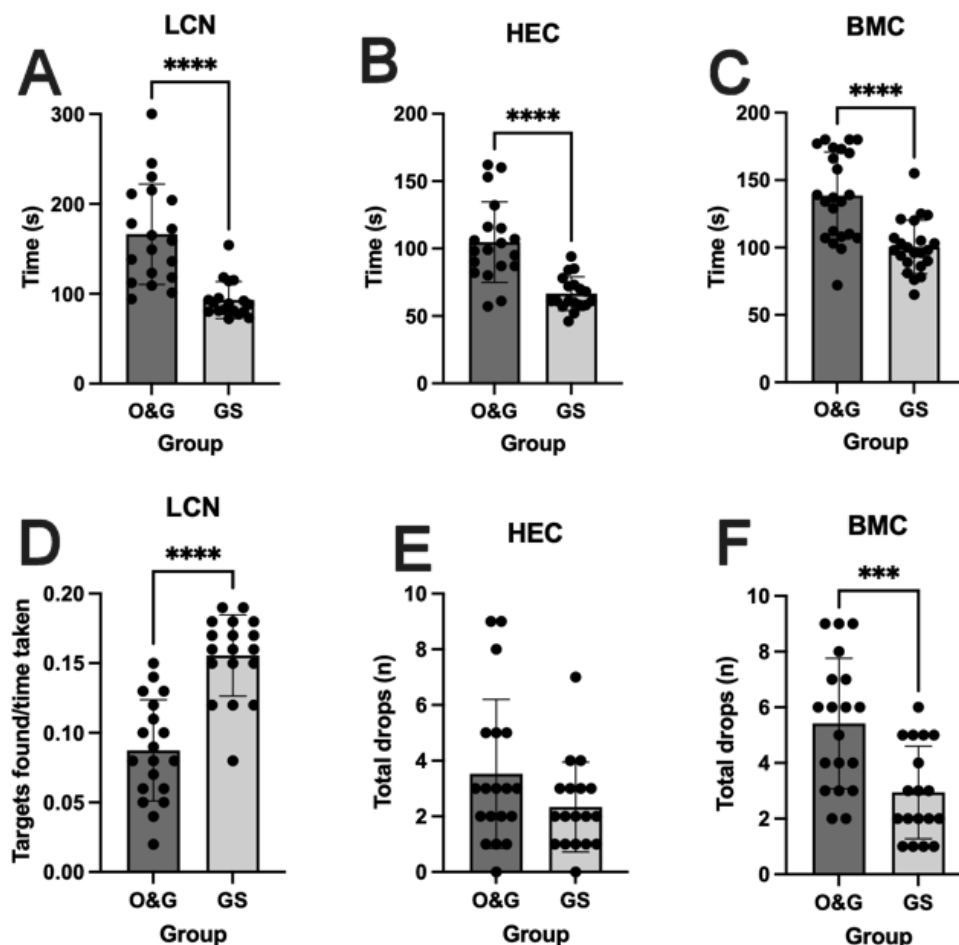 A
LCN
****
Time (s)
300
200
100
0
O&G GS
Group
B
HEC
****
Time (s)
200
150
100
50
0
O&G GS
Group
C
BMC
****
Time (s)
200
150
100
50
0
O&G GS
Group
D
LCN
****
Targets found/time taken
0.20
0.15
0.10
0.05
0.00
O&G GS
Group
E
HEC
Total drops (n)
10
8
6
4
2
0
O&G GS
Group
F
BMC
***
Total drops (n)
10
8
6
4
2
0
O&G GS
Group